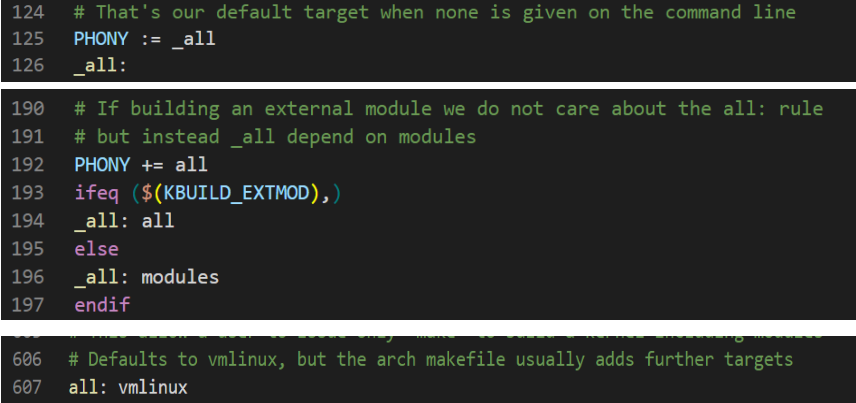 124 # That's our default target when none is given on the command line
125 PHONY := _all
126 _all:
190 # If building an external module we do not care about the all: rule
191 # but instead _all depend on modules
192 PHONY += all
193 ifeq ($(KBUILD_EXTMOD),)
194 _all: all
195 else
196 _all: modules
197 endif
606 # Defaults to vmlinux, but the arch makefile usually adds further targets
607 all: vmlinux